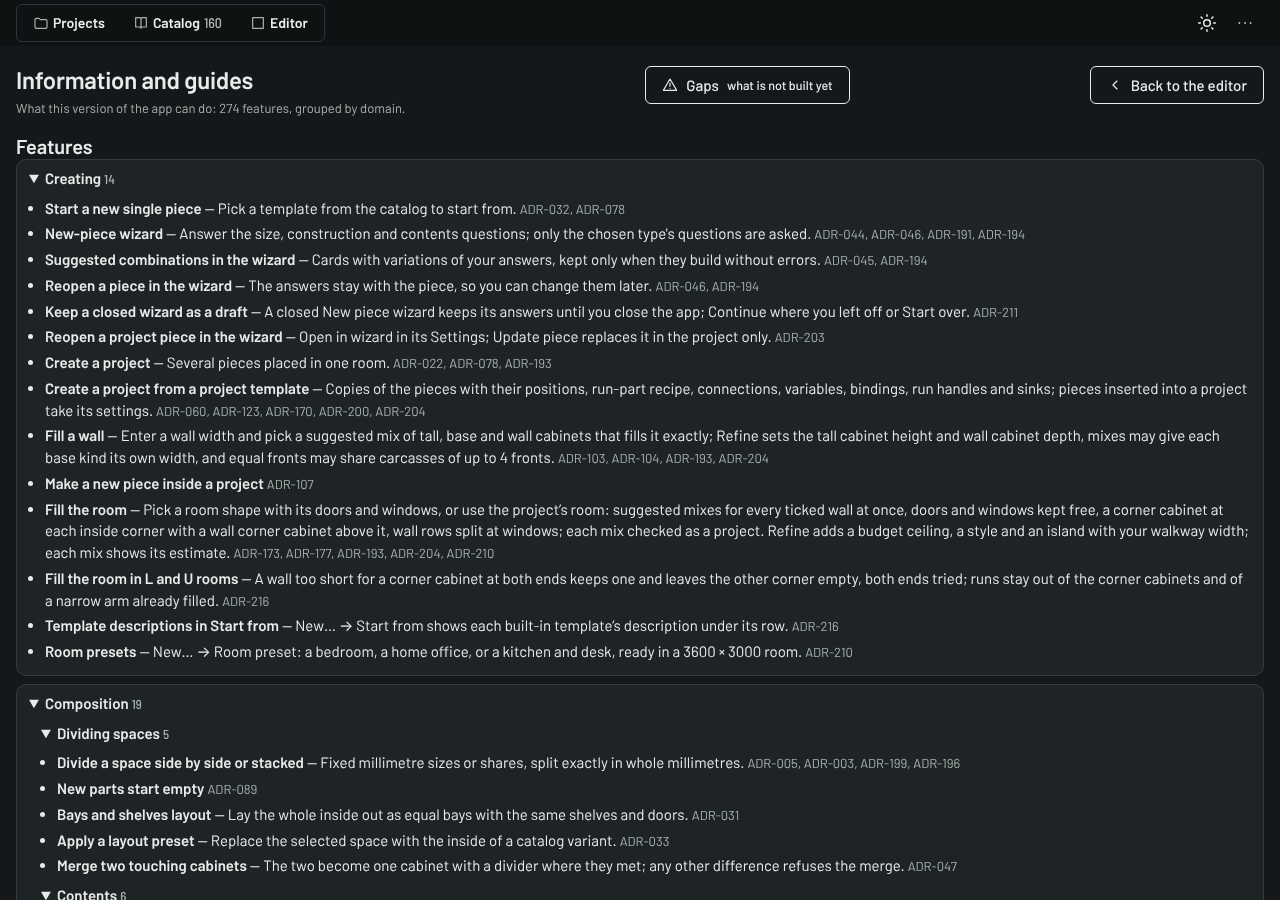 Projects Catalog 160 Editor ···
Information and guides
Gaps what is not built yet
Back to the editor
What this version of the app can do: 274 features, grouped by domain.
Features
Creating 14
Start a new single piece — Pick a template from the catalog to start from. ADR-032, ADR-078
New-piece wizard — Answer the size, construction and contents questions; only the chosen type's questions are asked. ADR-044, ADR-046, ADR-191, ADR-194
Suggested combinations in the wizard — Cards with variations of your answers, kept only when they build without errors. ADR-045, ADR-194
Reopen a piece in the wizard — The answers stay with the piece, so you can change them later. ADR-046, ADR-194
Keep a closed wizard as a draft — A closed New piece wizard keeps its answers until you close the app; Continue where you left off or Start over. ADR-211
Reopen a project piece in the wizard — Open in wizard in its Settings; Update piece replaces it in the project only. ADR-203
Create a project — Several pieces placed in one room. ADR-022, ADR-078, ADR-193
Create a project from a project template — Copies of the pieces with their positions, run-part recipe, connections, variables, bindings, run handles and sinks; pieces inserted into a project
take its settings. ADR-060, ADR-123, ADR-170, ADR-200, ADR-204
Fill a wall — Enter a wall width and pick a suggested mix of tall, base and wall cabinets that fills it exactly; Refine sets the tall cabinet height and wall cabinet depth, mixes may give each
base kind its own width, and equal fronts may share carcasses of up to 4 fronts. ADR-103, ADR-104, ADR-193, ADR-204
Make a new piece inside a project ADR-107
Fill the room — Pick a room shape with its doors and windows, or use the project’s room: suggested mixes for every ticked wall at once, doors and windows kept free, a corner cabinet at
each inside corner with a wall corner cabinet above it, wall rows split at windows; each mix checked as a project. Refine adds a budget ceiling, a style and an island with your walkway width;
each mix shows its estimate. ADR-173, ADR-177, ADR-193, ADR-204, ADR-210
Fill the room in L and U rooms — A wall too short for a corner cabinet at both ends keeps one and leaves the other corner empty, both ends tried; runs stay out of the corner cabinets and of
a narrow arm already filled. ADR-216
Template descriptions in Start from — New… → Start from shows each built-in template’s description under its row. ADR-216
Room presets — New… → Room preset: a bedroom, a home office, or a kitchen and desk, ready in a 3600 × 3000 room. ADR-210
Composition 19
Dividing spaces 5
Divide a space side by side or stacked — Fixed millimetre sizes or shares, split exactly in whole millimetres. ADR-005, ADR-003, ADR-199, ADR-196
New parts start empty ADR-089
Bays and shelves layout — Lay the whole inside out as equal bays with the same shelves and doors. ADR-031
Apply a layout preset — Replace the selected space with the inside of a catalog variant. ADR-033
Merge two touching cabinets — The two become one cabinet with a divider where they met; any other difference refuses the merge. ADR-047
Contents 6